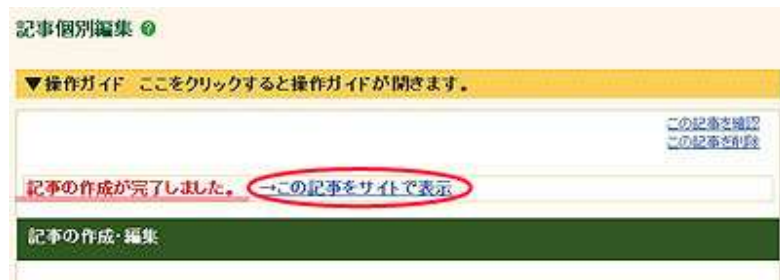 記事個別編集 ?
▼操作ガイド ここをクリックすると操作ガイドが開きます。
この記事を確認
この記事を削除
記事の作成が完了しました。 →この記事をサイトで表示
記事の作成・編集